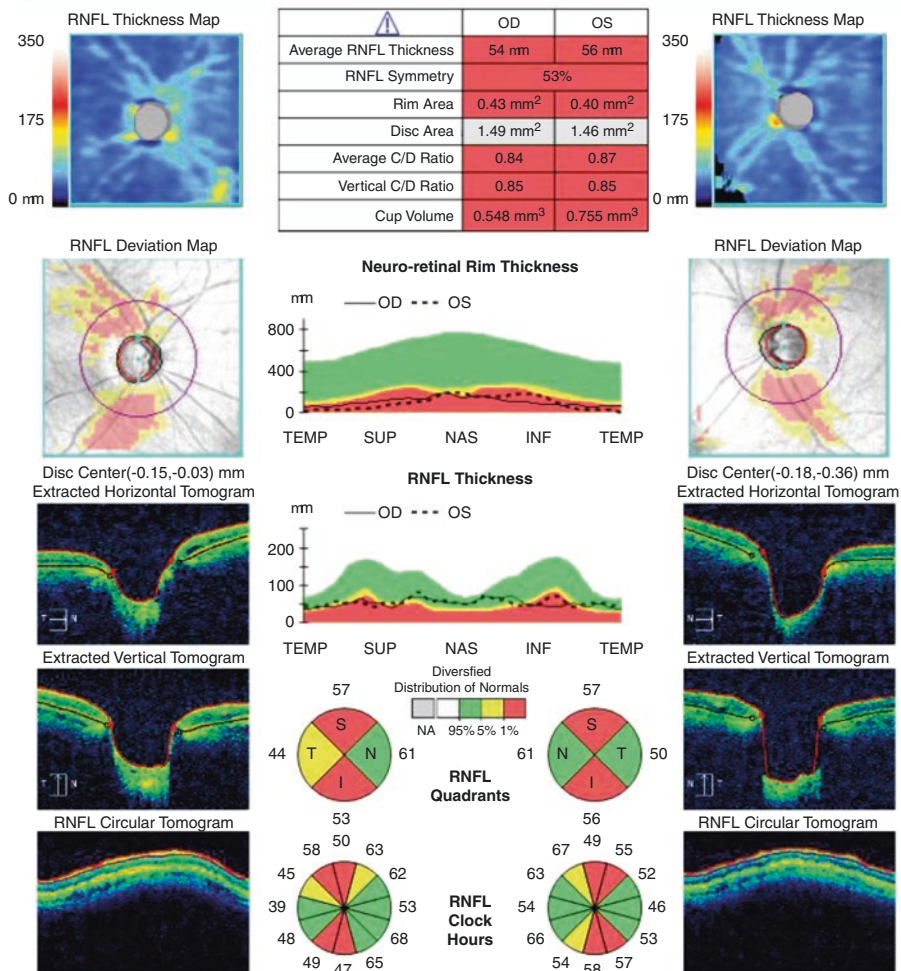 RNFL Thickness Map
350
175
0 mm
OD OS
Average RNFL Thickness 54 mm 56 mm
RNFL Symmetry 53%
Rim Area 0.43 mm² 0.40 mm²
Disc Area 1.49 mm² 1.46 mm²
Average C/D Ratio 0.84 0.87
Vertical C/D Ratio 0.85 0.85
Cup Volume 0.548 mm³ 0.755 mm³
RNFL Thickness Map
350
175
0 mm
RNFL Deviation Map
Disc Center(-0.15,-0.03) mm
Neuro-retinal Rim Thickness
mm
OD OS
800
400
0
TEMP SUP NAS INF TEMP
RNFL Deviation Map
Disc Center(-0.18,-0.36) mm
Extracted Horizontal Tomogram
T N
RNFL Thickness
mm
OD OS
200
100
0
TEMP SUP NAS INF TEMP
Extracted Horizontal Tomogram
N T
Extracted Vertical Tomogram
T N
Diversfied
Distribution of Normals
NA 95% 5% 1%
57
44 S T N I 61
53
RNFL
Quadrants
57
61 S N T I 50
56
Extracted Vertical Tomogram
N T
RNFL Circular Tomogram
50
58 63
45 62
39 53
48 68
49 65
47
RNFL
Clock
Hours
49
67 55
63 52
54 46
66 53
54 57
58
RNFL Circular Tomogram